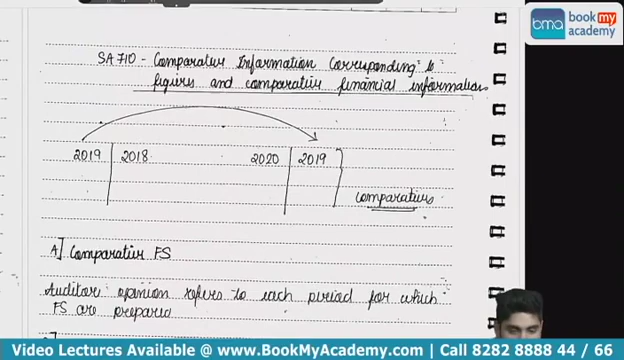 bma book my academy
SA 710 - Comparative Information Corresponding
figures and comparative financial information.
2019 2018 2020 2019
comparatives
A] Comparative FS
Auditor opinion refers to each period for which
FS are prepared
Video Lectures Available @ www.BookMyAcademy.com | Call 8282 8888 44 / 66